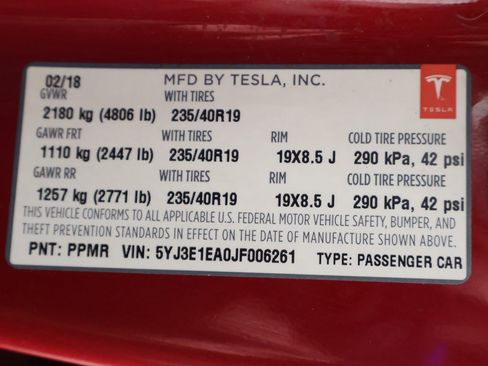 02/18 MFD BY TESLA, INC.
GVWR WITH TIRES
2180 kg (4806 lb) 235/40R19
TESLA
GAWR FRT WITH TIRES RIM COLD TIRE PRESSURE
1110 kg (2447 lb) 235/40R19 19X8.5 J 290 kPa, 42 psi
GAWR RR WITH TIRES RIM COLD TIRE PRESSURE
1257 kg (2771 lb) 235/40R19 19X8.5 J 290 kPa, 42 psi
THIS VEHICLE CONFORMS TO ALL APPLICABLE U.S. FEDERAL MOTOR VEHICLE SAFETY, BUMPER, AND
THEFT PREVENTION STANDARDS IN EFFECT ON THE DATE OF MANUFACTURE SHOWN ABOVE.
PNT: PPMR VIN: 5YJ3E1EA0JF006261 TYPE: PASSENGER CAR